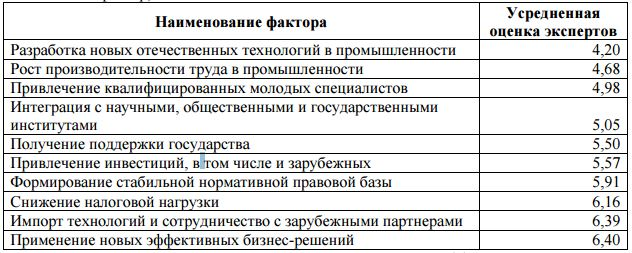 Наименование фактора Усредненная
оценка экспертов
Разработка новых отечественных технологий в промышленности 4,20
Рост производительности труда в промышленности 4,68
Привлечение квалифицированных молодых специалистов 4,98
Интеграция с научными, общественными и государственными
институтами 5,05
Получение поддержки государства 5,50
Привлечение инвестиций, в том числе и зарубежных 5,57
Формирование стабильной нормативной правовой базы 5,91
Снижение налоговой нагрузки 6,16
Импорт технологий и сотрудничество с зарубежными партнерами 6,39
Применение новых эффективных бизнес-решений 6,40